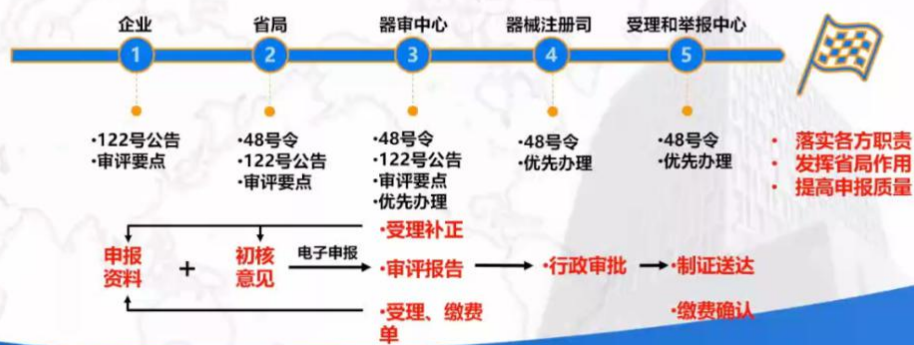 企业
省局
器审中心
器械注册司
受理和举报中心
1
2
3
4
5
•122号公告
•审评要点
•48号令
•122号公告
•审评要点
•48号令
•122号公告
•审评要点
•优先办理
•48号令
•优先办理
•48号令
•优先办理
• 落实各方职责
• 发挥省局作用
• 提高申报质量
•受理补正
申报
资料
+
初核
意见
电子申报
•审评报告
•行政审批
•制证送达
•受理、缴费
单
•缴费确认